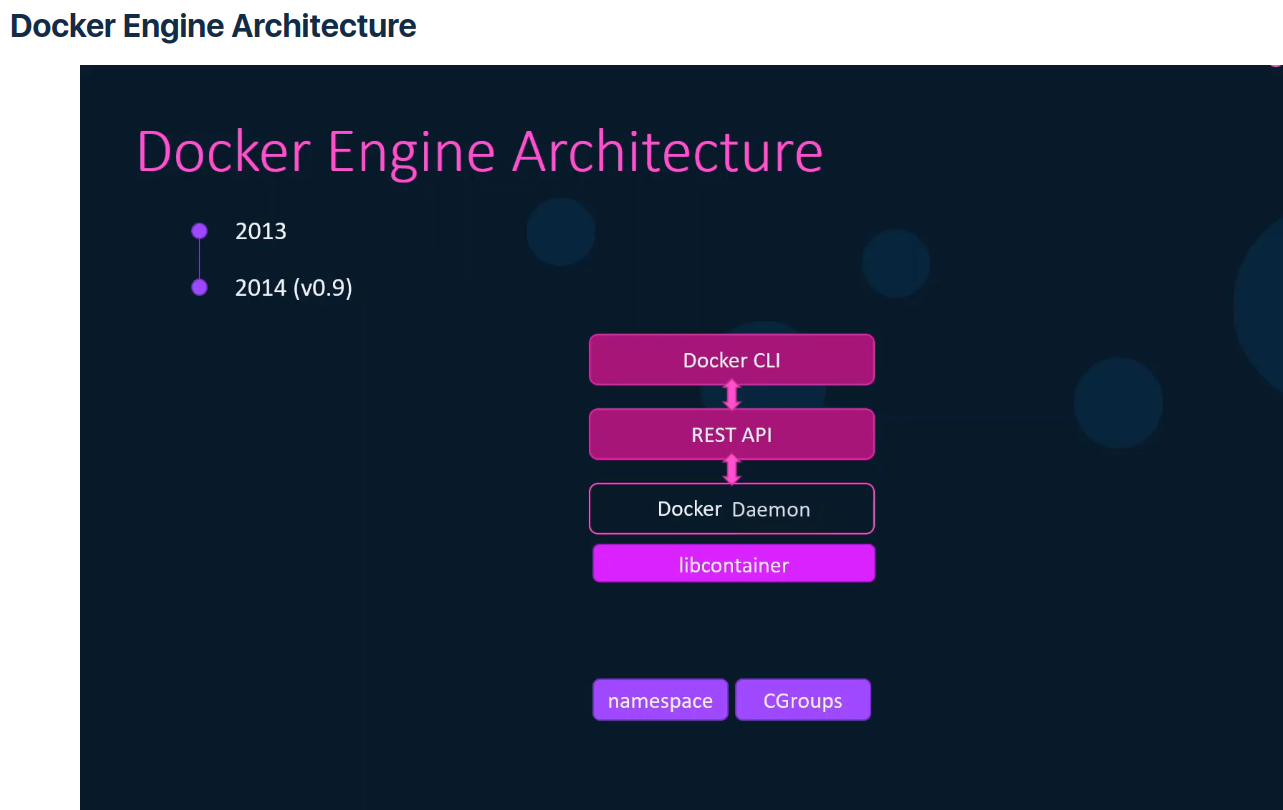 Docker Engine Architecture
Docker Engine Architecture
2013
2014 (v0.9)
Docker CLI
REST API
Docker Daemon
libcontainer
namespace
CGroups